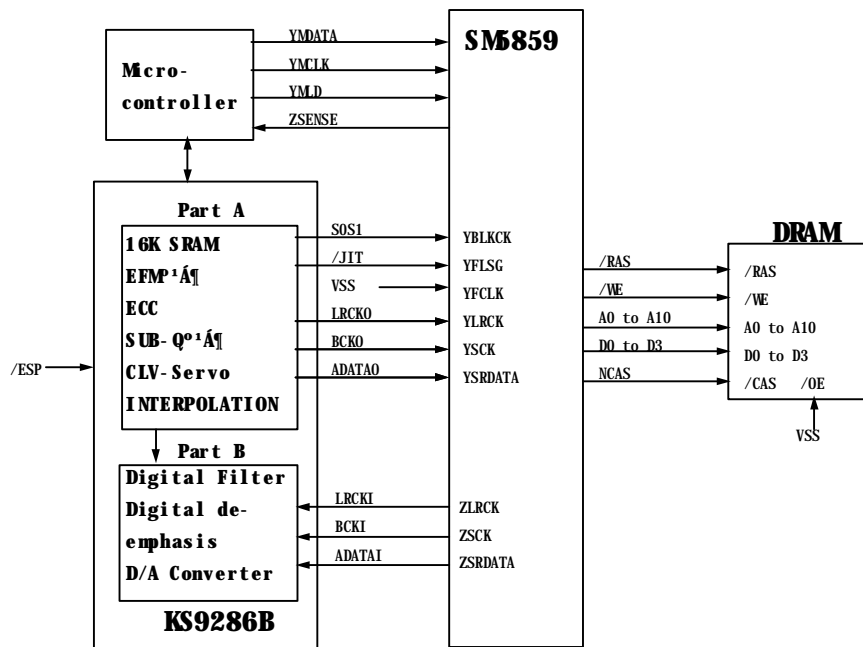 SM5859
Micro-
controller
YMDATA
YMCLK
YMLD
ZSENSE
Part A
16K SRAM
EFMº¹Á¶
ECC
SUB-Qº¹Á¶
CLV-Servo
INTERPOLATION
/ESP
SOS1
/JIT
VSS
LRCKO
BCKO
ADATAO
YBLKCK
YFLSG
YFCLK
YLRCK
YSCK
YSRDATA
/RAS
/WE
A0 to A10
D0 to D3
NCAS
DRAM
/RAS
/WE
A0 to A10
D0 to D3
/CAS /OE
VSS
Part B
Digital Filter
Digital de-
emphasis
D/A Converter
KS9286B
LRCKI
BCKI
ADATAI
ZLRCK
ZSCK
ZSRDATA